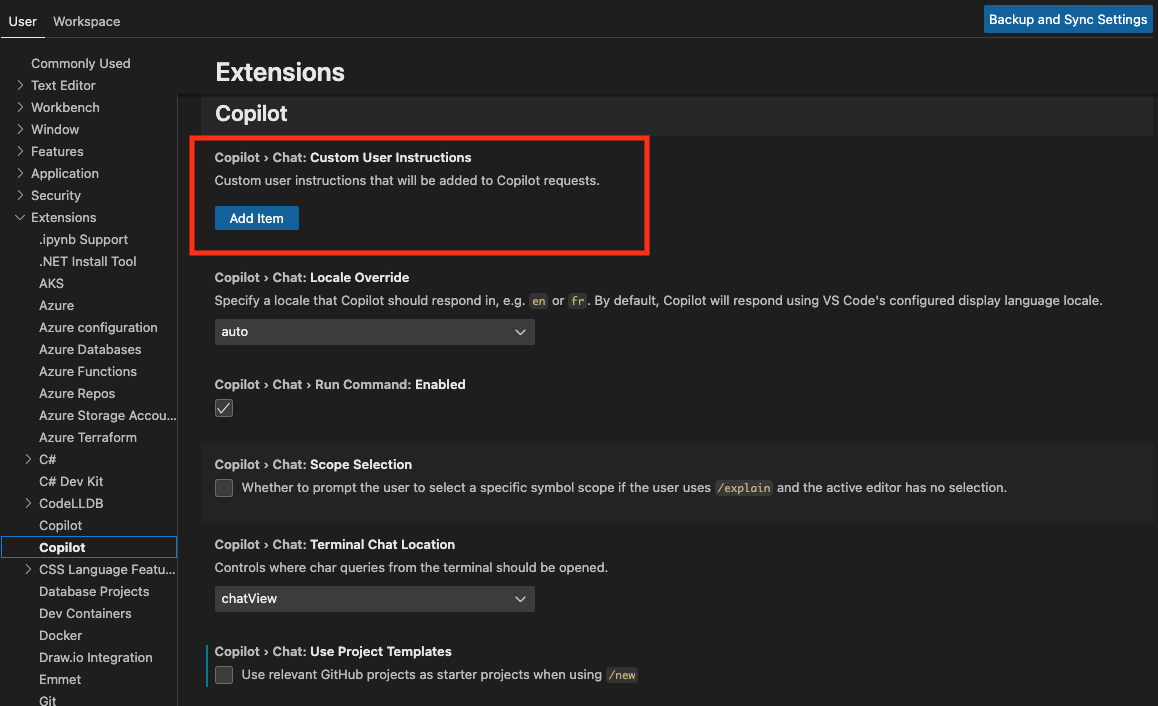 User Workspace
Backup and Sync Settings
Commonly Used
Text Editor
Workbench
Window
Features
Application
Security
Extensions
.ipynb Support
.NET Install Tool
AKS
Azure
Azure configuration
Azure Databases
Azure Functions
Azure Repos
Azure Storage Accou...
Azure Terraform
C#
C# Dev Kit
CodeLLDB
Copilot
Copilot
CSS Language Featu...
Database Projects
Dev Containers
Docker
Draw.io Integration
Emmet
Git
Extensions
Copilot
Copilot › Chat: Custom User Instructions
Custom user instructions that will be added to Copilot requests.
Add Item
Copilot › Chat: Locale Override
Specify a locale that Copilot should respond in, e.g. en or fr. By default, Copilot will respond using VS Code's configured display language locale.
auto
Copilot › Chat › Run Command: Enabled
Copilot › Chat: Scope Selection
Whether to prompt the user to select a specific symbol scope if the user uses /explain and the active editor has no selection.
Copilot › Chat: Terminal Chat Location
Controls where char queries from the terminal should be opened.
chatView
Copilot › Chat: Use Project Templates
Use relevant GitHub projects as starter projects when using /new